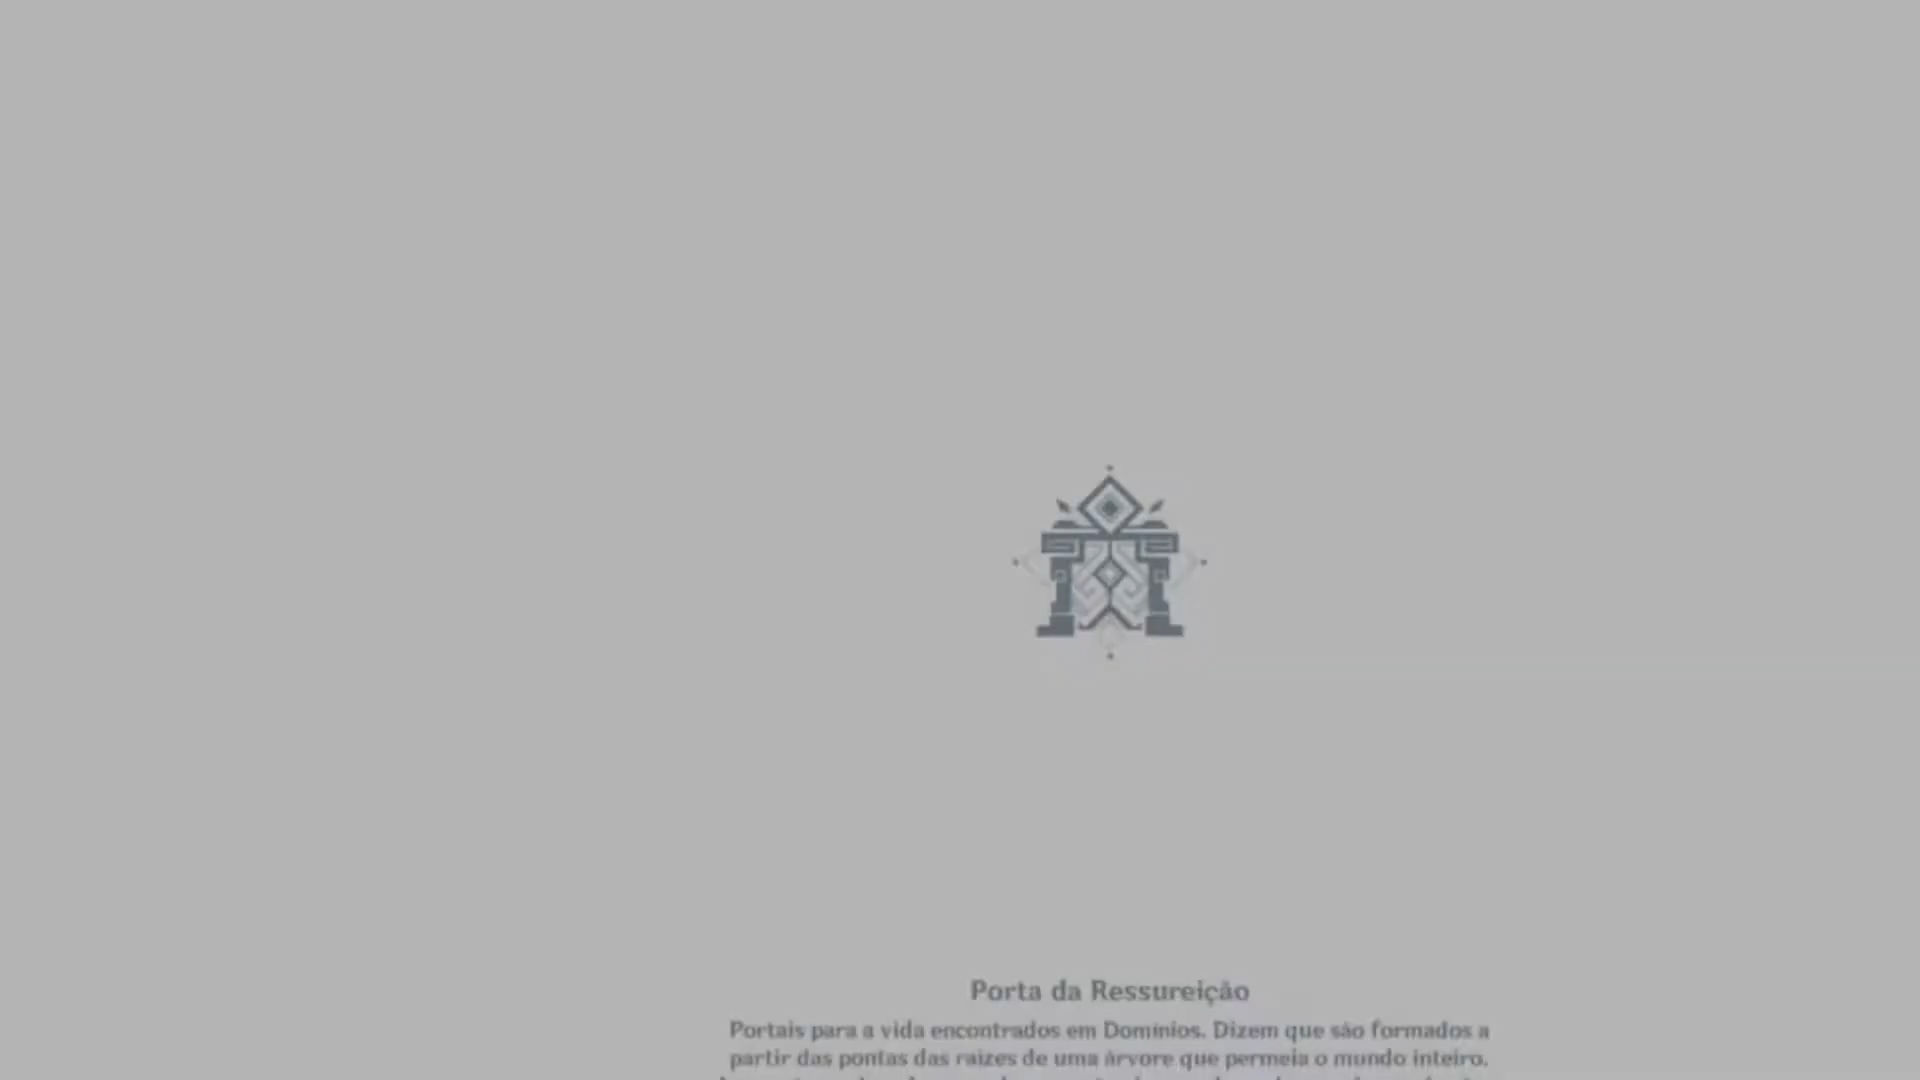 Porta da Ressureição
Portais para a vida encontrados em Domínios. Dizem que são formados a
partir das pontas das raízes de uma árvore que permeia o mundo inteiro.